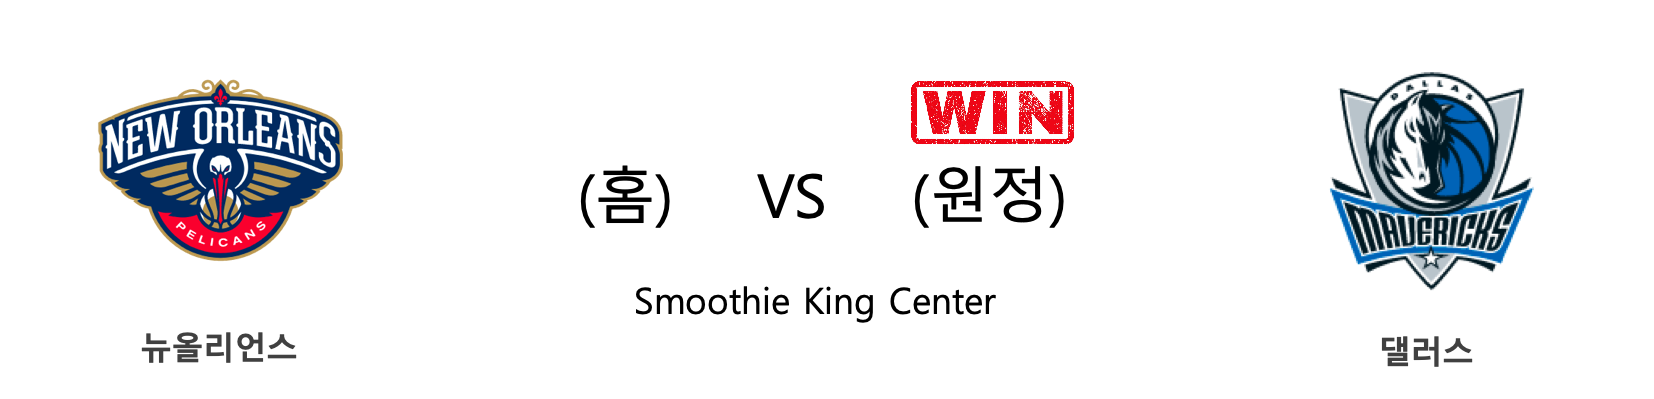 NEW ORLEANS
PELICANS
뉴올리언스
(홈) VS (원정)
WIN
Smoothie King Center
DALLAS
MAVERICKS
댈러스